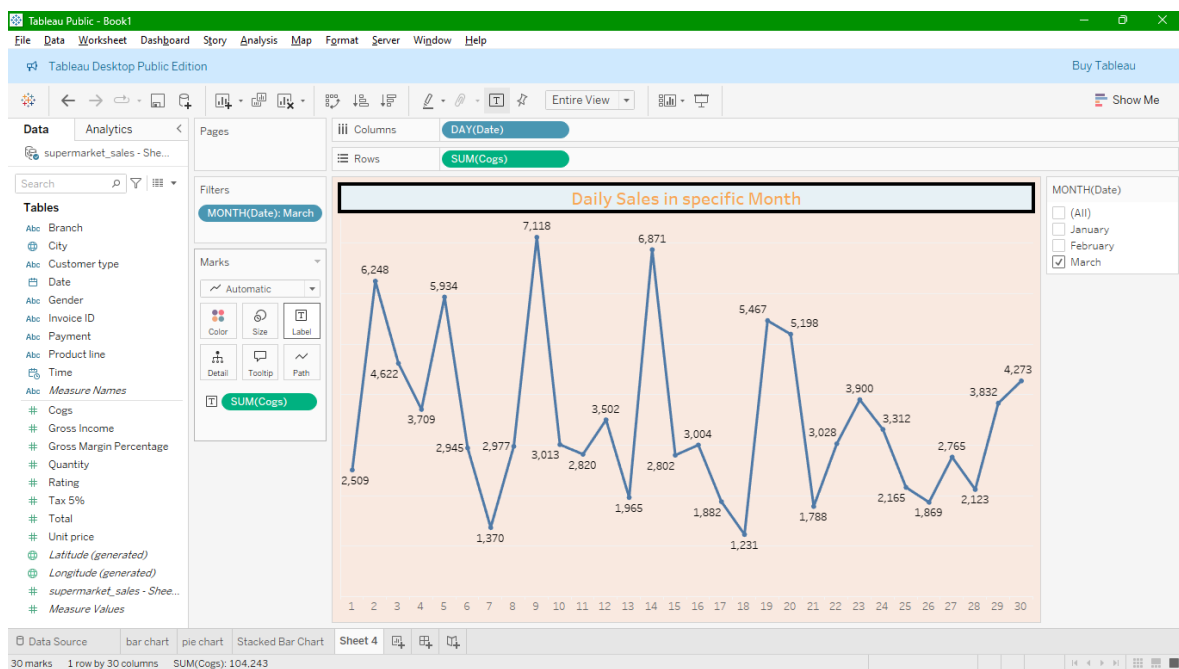 Tableau Public - Book1
File Data Worksheet Dashboard Story Analysis Map Format Server Window Help
Tableau Desktop Public Edition Buy Tableau
Entire View Show Me
Data Analytics
supermarket_sales - She...
Search
Tables
Abc Branch
City
Abc Customer type
Date
Abc Gender
Abc Invoice ID
Abc Payment
Abc Product line
Time
Abc Measure Names
# Cogs
# Gross Income
# Gross Margin Percentage
# Quantity
# Rating
# Tax 5%
# Total
# Unit price
Latitude (generated)
Longitude (generated)
# supermarket_sales - Shee...
# Measure Values
Pages
Filters
MONTH(Date): March
Marks
Automatic
Color Size Label
Detail Tooltip Path
SUM(Cogs)
Columns DAY(Date)
Rows SUM(Cogs)
Daily Sales in specific Month
7,118
6,871
6,248
5,934
5,467
5,198
4,622
4,273
3,900
3,832
3,709
3,502
3,312
2,945 2,977 3,013 3,004 3,028
2,820 2,802 2,765
2,509
2,165 2,123
1,965 1,882 1,869
1,788
1,370
1,231
1 2 3 4 5 6 7 8 9 10 11 12 13 14 15 16 17 18 19 20 21 22 23 24 25 26 27 28 29 30
MONTH(Date)
(All)
January
February
March
Data Source bar chart pie chart Stacked Bar Chart Sheet 4
30 marks 1 row by 30 columns SUM(Cogs): 104,243